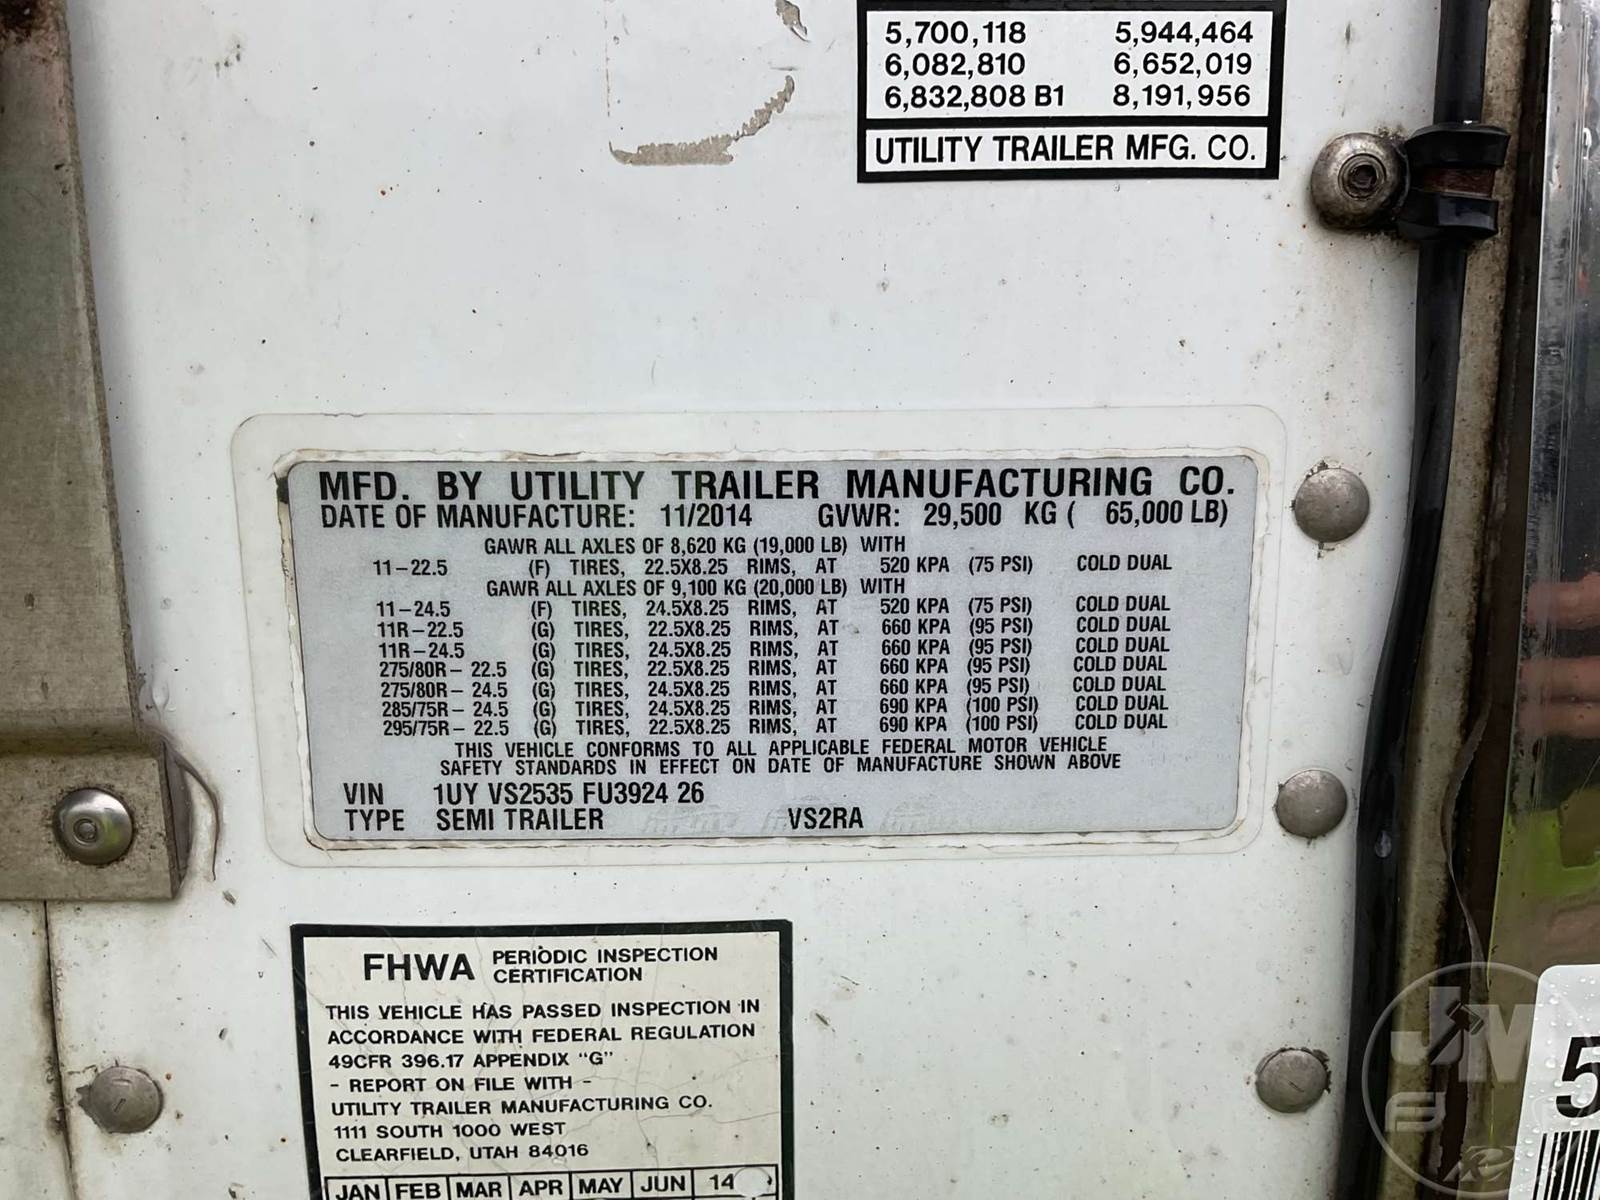 5,700,118 5,944,464
6,082,810 6,652,019
6,832,808 B1 8,191,956
UTILITY TRAILER MFG. CO.
MFD. BY UTILITY TRAILER MANUFACTURING CO.
DATE OF MANUFACTURE: 11/2014 GVWR: 29,500 KG ( 65,000 LB)
GAWR ALL AXLES OF 8,620 KG (19,000 LB) WITH
11-22.5 (F) TIRES, 22.5X8.25 RIMS, AT 520 KPA (75 PSI) COLD DUAL
GAWR ALL AXLES OF 9,100 KG (20,000 LB) WITH
11-24.5 (F) TIRES, 24.5X8.25 RIMS, AT 520 KPA (75 PSI) COLD DUAL
11R-22.5 (G) TIRES, 22.5X8.25 RIMS, AT 660 KPA (95 PSI) COLD DUAL
11R-24.5 (G) TIRES, 24.5X8.25 RIMS, AT 660 KPA (95 PSI) COLD DUAL
275/80R- 22.5 (G) TIRES, 22.5X8.25 RIMS, AT 660 KPA (95 PSI) COLD DUAL
275/80R- 24.5 (G) TIRES, 24.5X8.25 RIMS, AT 660 KPA (95 PSI) COLD DUAL
285/75R- 24.5 (G) TIRES, 24.5X8.25 RIMS, AT 690 KPA (100 PSI) COLD DUAL
295/75R- 22.5 (G) TIRES, 22.5X8.25 RIMS, AT 690 KPA (100 PSI) COLD DUAL
THIS VEHICLE CONFORMS TO ALL APPLICABLE FEDERAL MOTOR VEHICLE
SAFETY STANDARDS IN EFFECT ON DATE OF MANUFACTURE SHOWN ABOVE
VIN 1UY VS2535 FU3924 26
TYPE SEMI TRAILER VS2RA
FHWA PERIODIC INSPECTION
CERTIFICATION
THIS VEHICLE HAS PASSED INSPECTION IN
ACCORDANCE WITH FEDERAL REGULATION
49CFR 396.17 APPENDIX "G"
- REPORT ON FILE WITH -
UTILITY TRAILER MANUFACTURING CO.
1111 SOUTH 1000 WEST
CLEARFIELD, UTAH 84016
JAN FEB MAR APR MAY JUN 14
5